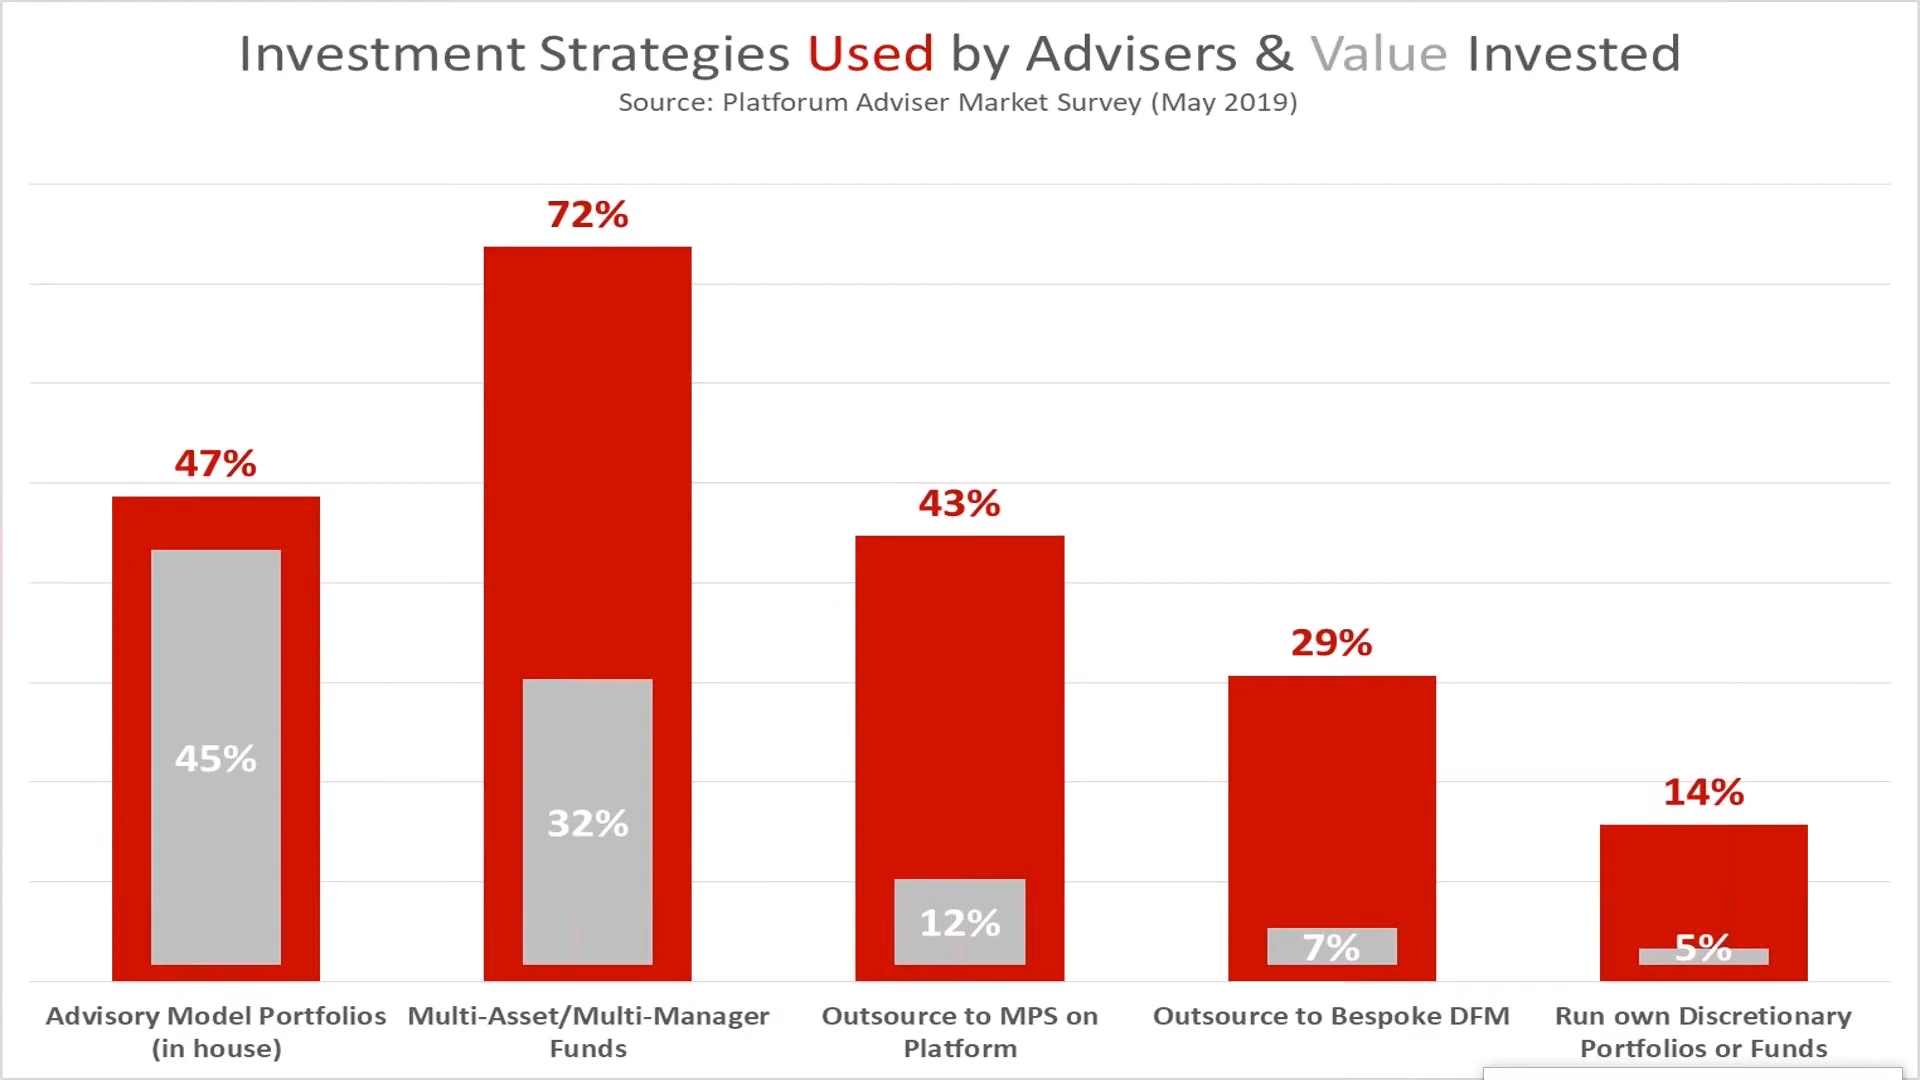 Investment Strategies Used by Advisers & Value Invested
Source: Platforum Adviser Market Survey (May 2019)
47%
72%
43%
29%
14%
45%
32%
12%
7%
5%
Advisory Model Portfolios
(in house)
Multi-Asset/Multi-Manager
Funds
Outsource to MPS on
Platform
Outsource to Bespoke DFM
Run own Discretionary
Portfolios or Funds